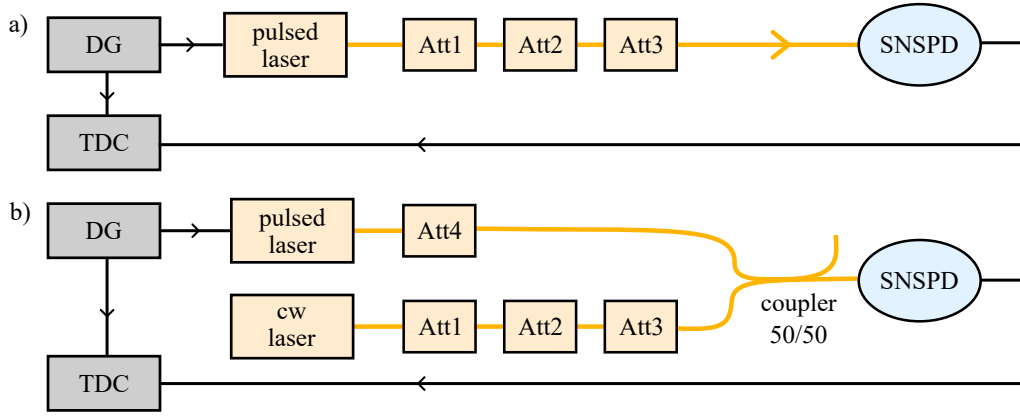 a)
DG
pulsed
laser
Att1
Att2
Att3
SNSPD
TDC
b)
DG
pulsed
laser
Att4
SNSPD
cw
laser
Att1
Att2
Att3
coupler
50/50
TDC